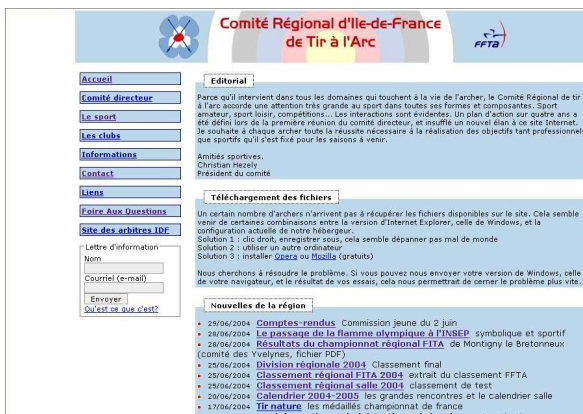 Comité Régional d'Ile-de-France
de Tir à l'Arc
FFTA
Accueil
Comité directeur
Le sport
Les clubs
Informations
Contact
Liens
Foire Aux Questions
Site des arbitres IDF
Lettre d'information
Nom
Courriel (e-mail)
Envoyer
Qu'est ce que c'est?
Editorial
Parce qu'il intervient dans tous les domaines qui touchent à la vie de l'archer, le Comité Régional de tir
à l'arc accorde une attention très grande au sport dans toutes ses formes et composantes. Sport
amateur, sport loisir, compétitions... Les interactions sont évidentes. Un plan d'action sur quatre ans a
été défini lors de la première réunion du comité directeur, et insufflé un nouvel élan à ce site Internet.
Je souhaite à chaque archer toute la réussite nécessaire à la réalisation des objectifs tant professionnels
que sportifs qu'il s'est fixé pour les saisons à venir.
Amitiés sportives.
Christian Hezely
Président du comité
Téléchargement des fichiers
Un certain nombre d'archers n'arrivent pas à récupérer les fichiers disponibles sur le site. Cela semble
venir de certaines combinaisons entre la version d'Internet Explorer, celle de Windows, et la
configuration actuelle de notre hébergeur.
Solution 1 : clic droit, enregistrer sous, cela semble dépanner pas mal de monde
Solution 2 : utiliser un autre ordinateur
Solution 3 : installer Opera ou Mozilla (gratuits)
Nous cherchons à résoudre le problème. Si vous pouvez nous envoyer votre version de Windows, celle
de votre navigateur, et le résultat de vos essais, cela nous permettrait de cerner le problème plus vite.
Nouvelles de la région
29/06/2004 Comptes-rendus Commission jeune du 2 juin
28/06/2004 Le passage de la flamme olympique à l'INSEP symbolique et sportif
28/06/2004 Résultats du championnat régional FITA de Montigny le Bretonneux
(comité des Yvelynes, fichier PDF)
25/06/2004 Division régionale 2004 Classement final
25/06/2004 Classement régional FITA 2004 extrait du classement FFTA
25/06/2004 Classement régional salle 2004 classement de test
20/06/2004 Calendrier 2004-2005 les grandes rencontres et le calendrier salle
17/06/2004 Tir nature les médaillés championnat de france